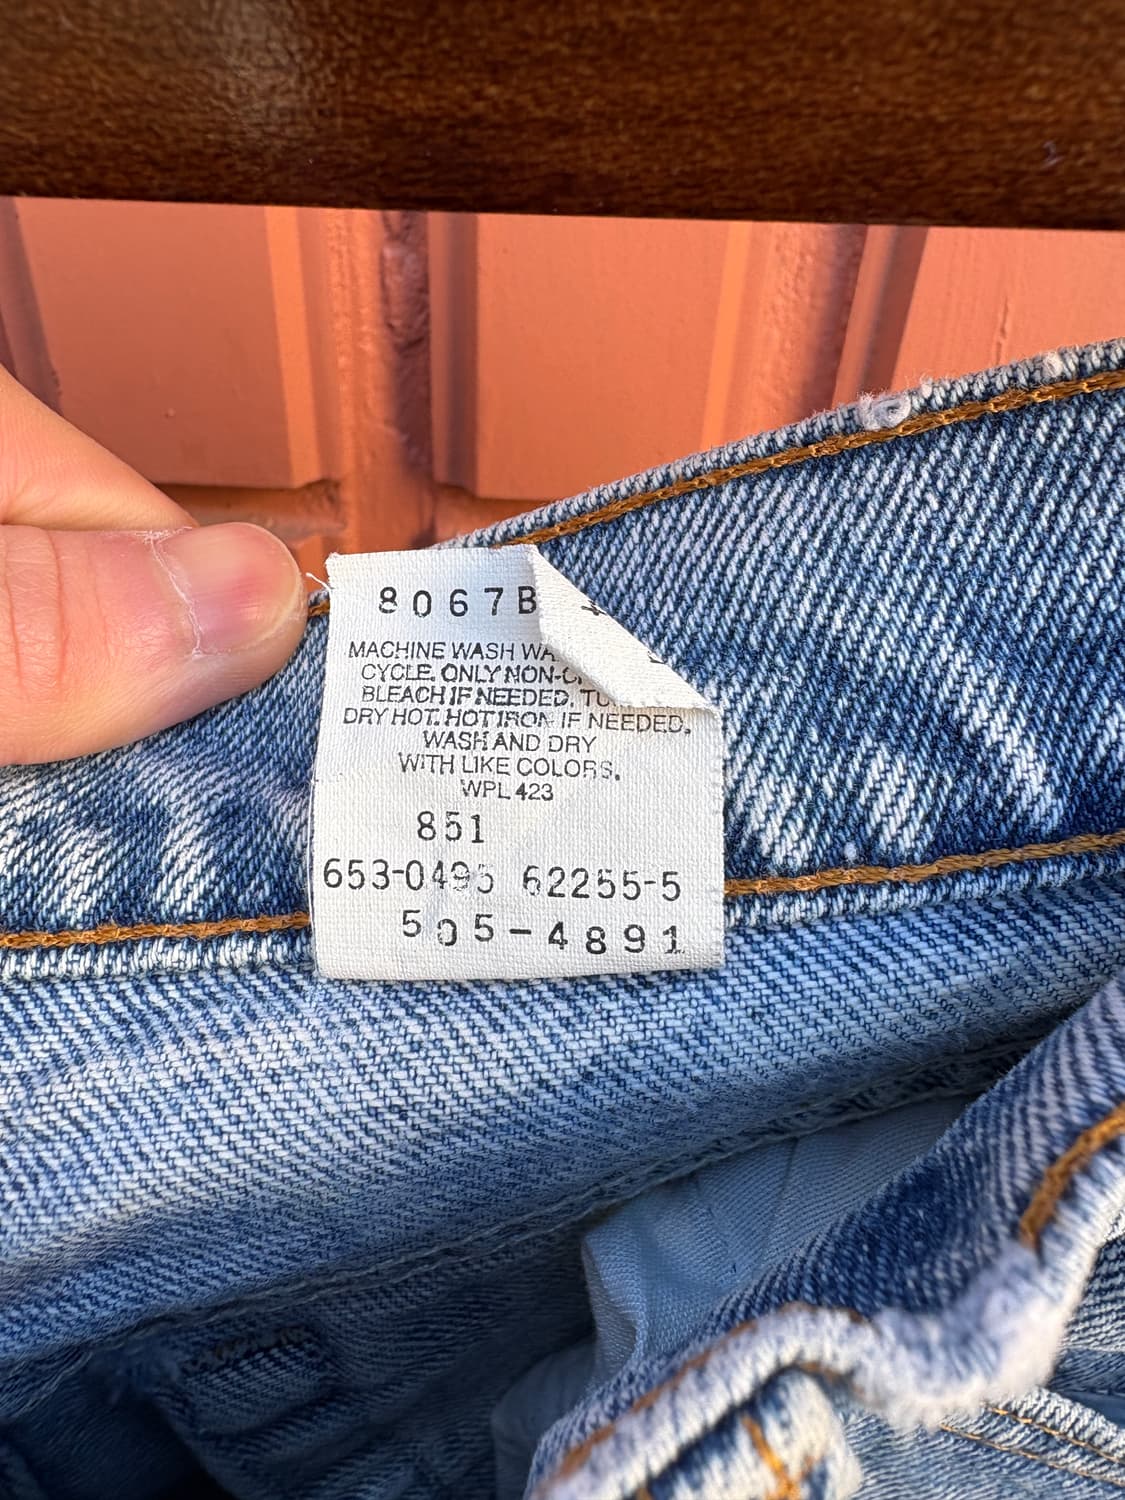 8067B
MACHINE WASH WA
CYCLE. ONLY NON-C
BLEACH IF NEEDED. TU
DRY HOT. HOT IRON IF NEEDED.
WASH AND DRY
WITH LIKE COLORS.
WPL 423
851
653-0495 62255-5
505-4891